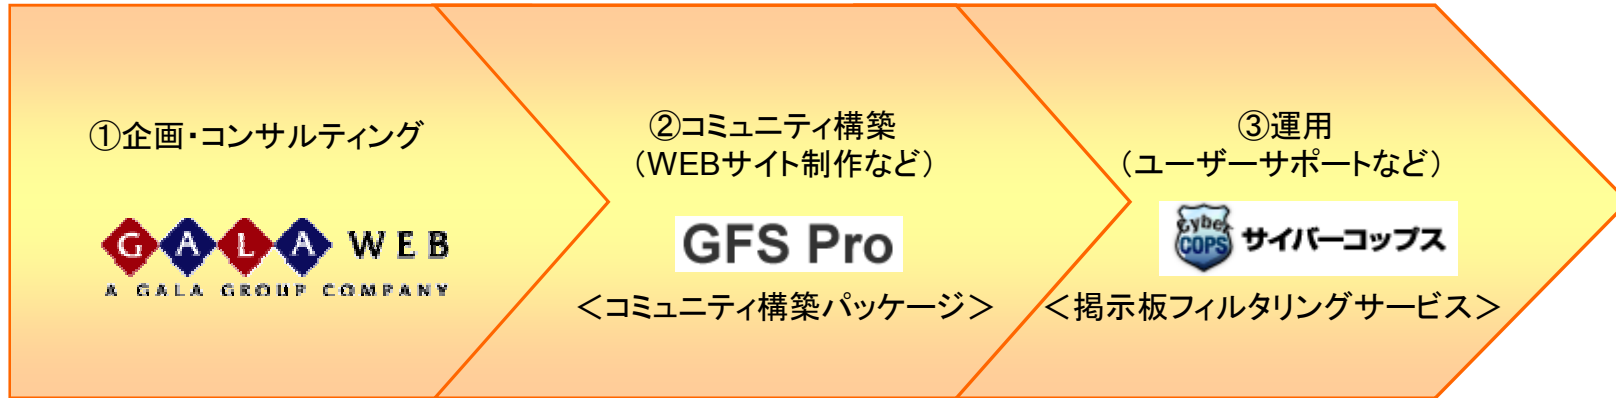 ①企画・コンサルティング
GALA WEB
A GALA GROUP COMPANY
②コミュニティ構築
（WEBサイト制作など）
GFS Pro
＜コミュニティ構築パッケージ＞
③運用
（ユーザーサポートなど）
Cyber
COPS
サイバーコップス
＜掲示板フィルタリングサービス＞